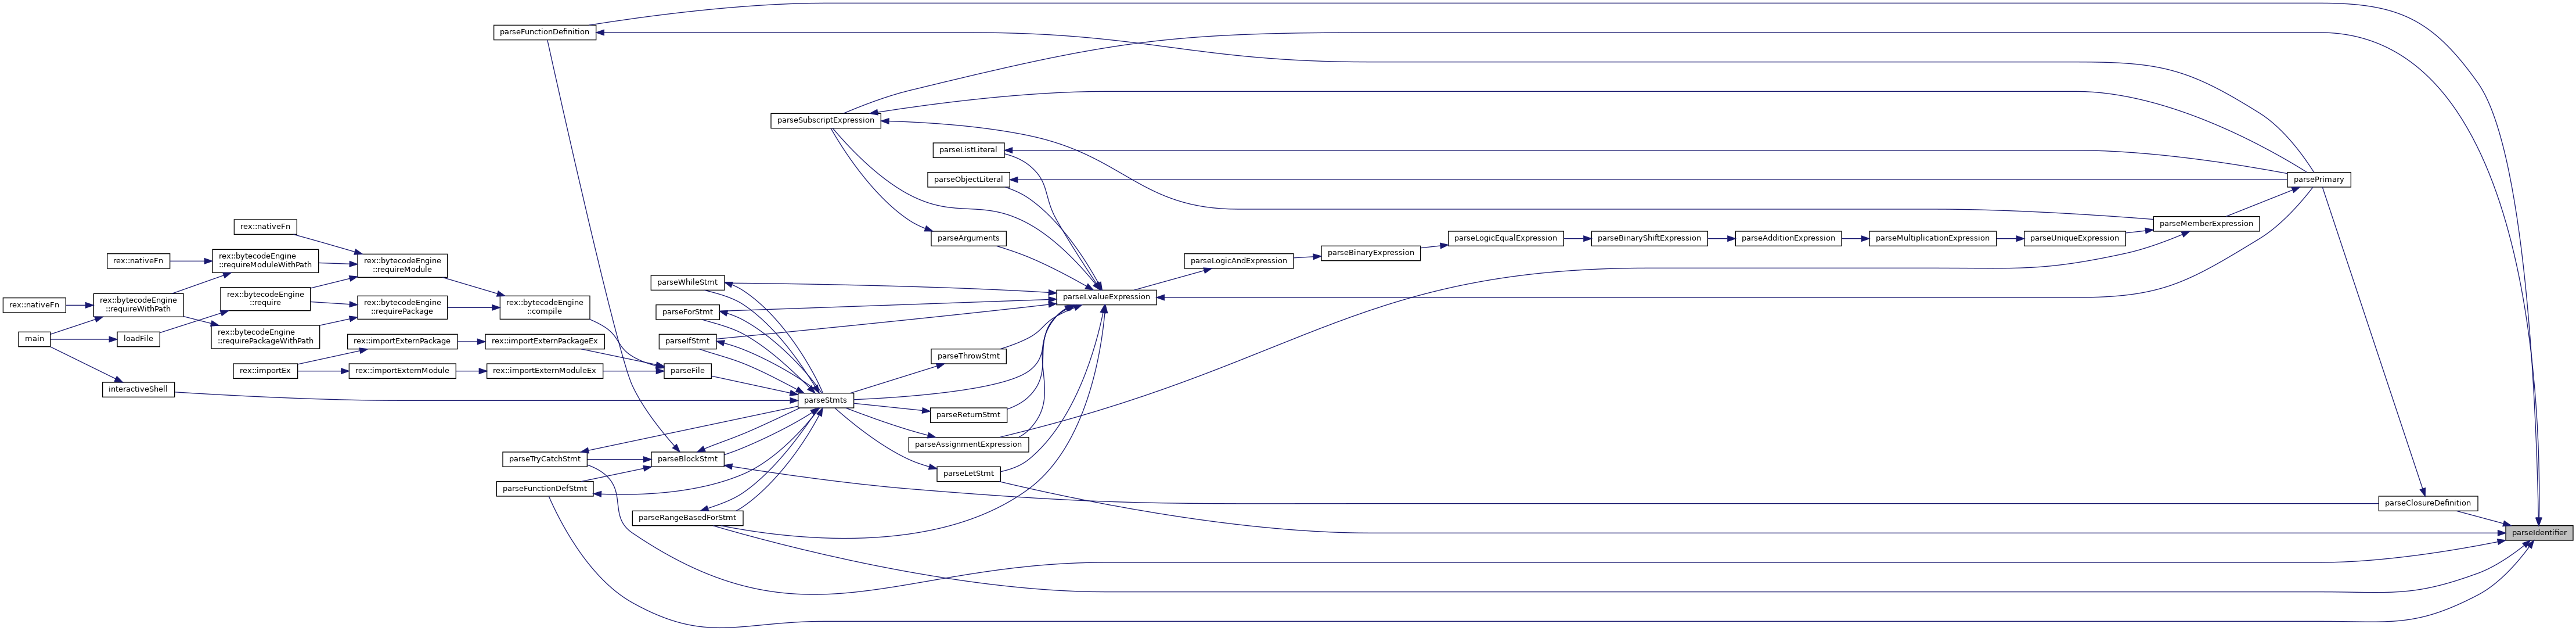 parseFunctionDefinition
parseSubscriptExpression
parseListLiteral
parseObjectLiteral
parsePrimary
rex::nativeFn
parseMemberExpression
parseArguments
parseLogicEqualExpression
parseBinaryShiftExpression
parseAdditionExpression
parseMultiplicationExpression
parseUniqueExpression
parseBinaryExpression
parseLogicAndExpression
rex::nativeFn
rex::bytecodeEngine
::requireModuleWithPath
rex::bytecodeEngine
::requireModule
parseWhileStmt
parseLvalueExpression
rex::nativeFn
rex::bytecodeEngine
::requireWithPath
rex::bytecodeEngine
::require
rex::bytecodeEngine
::requirePackage
rex::bytecodeEngine
::compile
parseForStmt
main
loadFile
rex::bytecodeEngine
::requirePackageWithPath
rex::importExternPackage
rex::importExternPackageEx
parseIfStmt
parseThrowStmt
rex::importEx
rex::importExternModule
rex::importExternModuleEx
parseFile
interactiveShell
parseStmts
parseReturnStmt
parseAssignmentExpression
parseTryCatchStmt
parseBlockStmt
parseLetStmt
parseFunctionDefStmt
parseClosureDefinition
parseRangeBasedForStmt
parseIdentifier